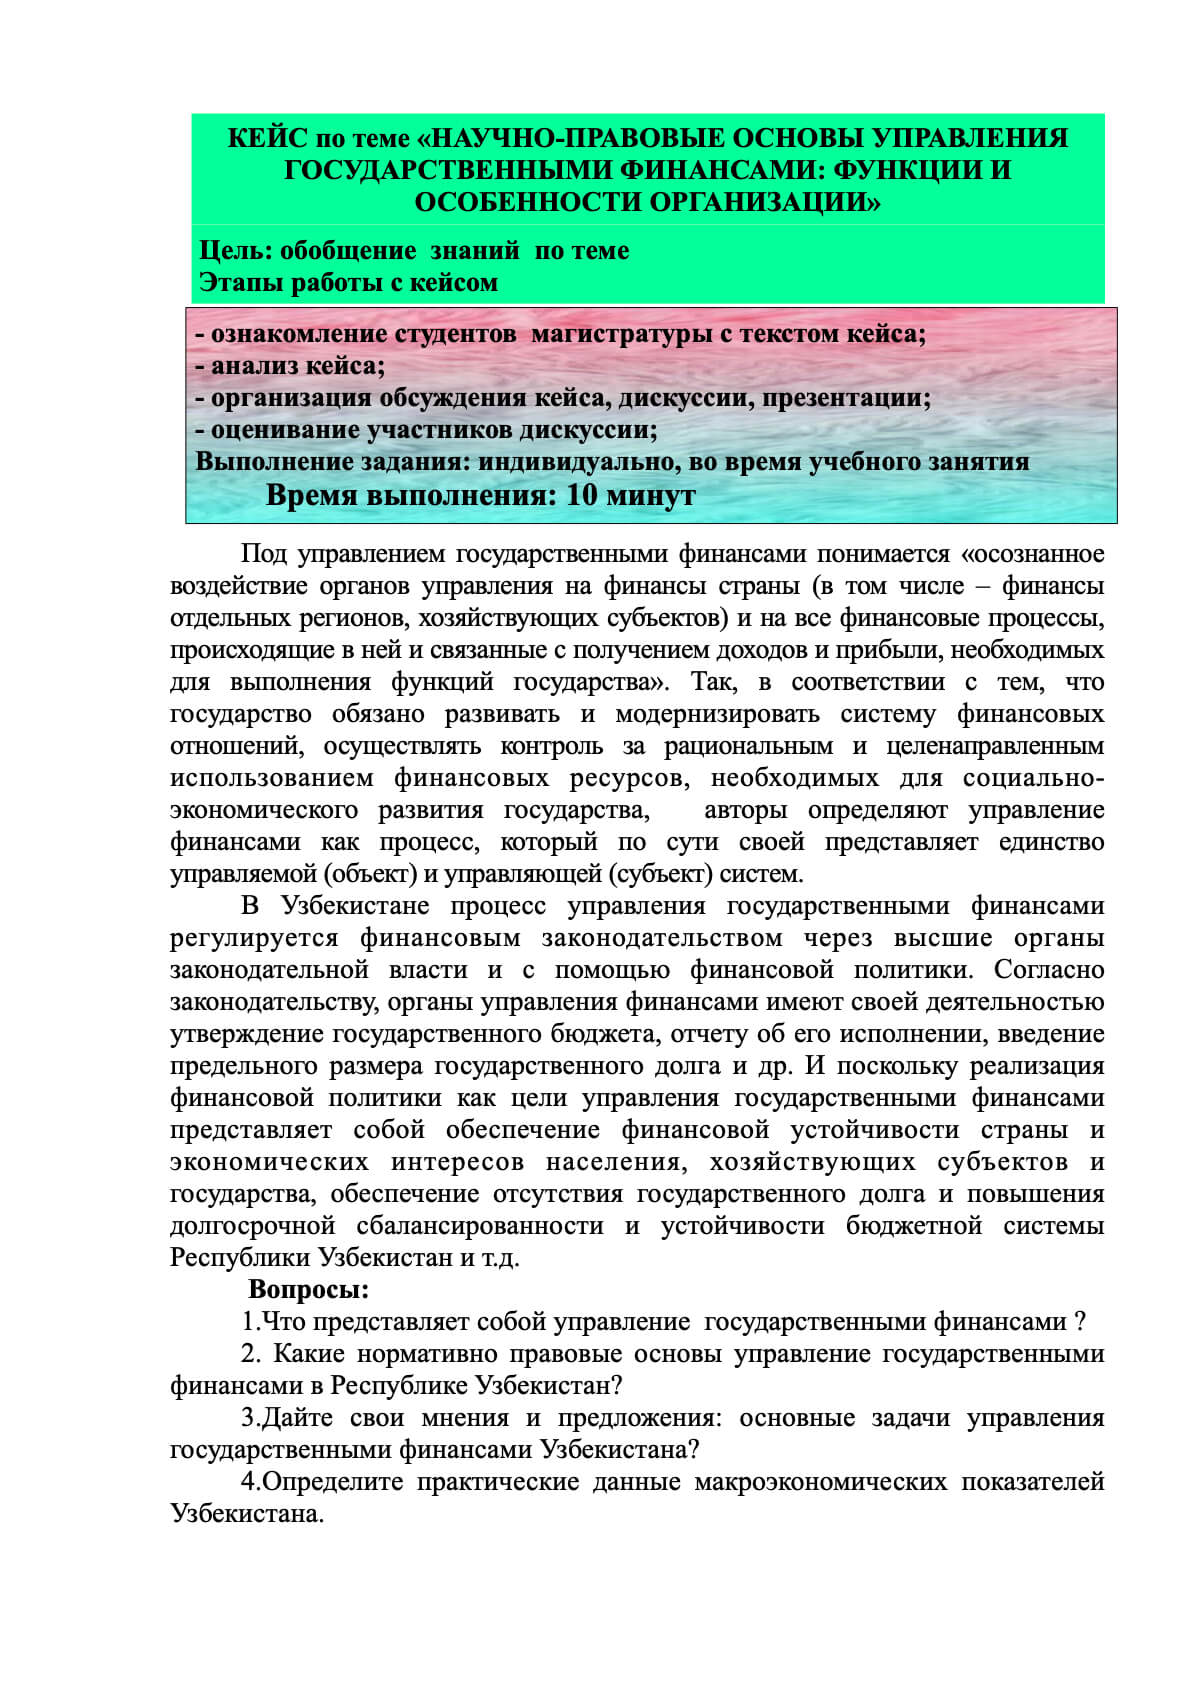 КЕЙС по теме «НАУЧНО-ПРАВОВЫЕ ОСНОВЫ УПРАВЛЕНИЯ
ГОСУДАРСТВЕННЫМИ ФИНАНСАМИ: ФУНКЦИИ И
ОСОБЕННОСТИ ОРГАНИЗАЦИИ»
Цель: обобщение знаний по теме
Этапы работы с кейсом
- ознакомление студентов магистратуры с текстом кейса;
- анализ кейса;
- организация обсуждения кейса, дискуссии, презентации;
- оценивание участников дискуссии;
Выполнение задания: индивидуально, во время учебного занятия
Время выполнения: 10 минут
Под управлением государственными финансами понимается «осознанное
воздействие органов управления на финансы страны (в том числе – финансы
отдельных регионов, хозяйствующих субъектов) и на все финансовые процессы,
происходящие в ней и связанные с получением доходов и прибыли, необходимых
для выполнения функций государства». Так, в соответствии с тем, что
государство обязано развивать и модернизировать систему финансовых
отношений, осуществлять контроль за рациональным и целенаправленным
использованием финансовых ресурсов, необходимых для социально-
экономического развития государства, авторы определяют управление
финансами как процесс, который по сути своей представляет единство
управляемой (объект) и управляющей (субъект) систем.
В Узбекистане процесс управления государственными финансами
регулируется финансовым законодательством через высшие органы
законодательной власти и с помощью финансовой политики. Согласно
законодательству, органы управления финансами имеют своей деятельностью
утверждение государственного бюджета, отчету об его исполнении, введение
предельного размера государственного долга и др. И поскольку реализация
финансовой политики как цели управления государственными финансами
представляет собой обеспечение финансовой устойчивости страны и
экономических интересов населения, хозяйствующих субъектов и
государства, обеспечение отсутствия государственного долга и повышения
долгосрочной сбалансированности и устойчивости бюджетной системы
Республики Узбекистан и т.д.
Вопросы:
1.Что представляет собой управление государственными финансами ?
2. Какие нормативно правовые основы управление государственными
финансами в Республике Узбекистан?
3.Дайте свои мнения и предложения: основные задачи управления
государственными финансами Узбекистана?
4.Определите практические данные макроэкономических показателей
Узбекистана.